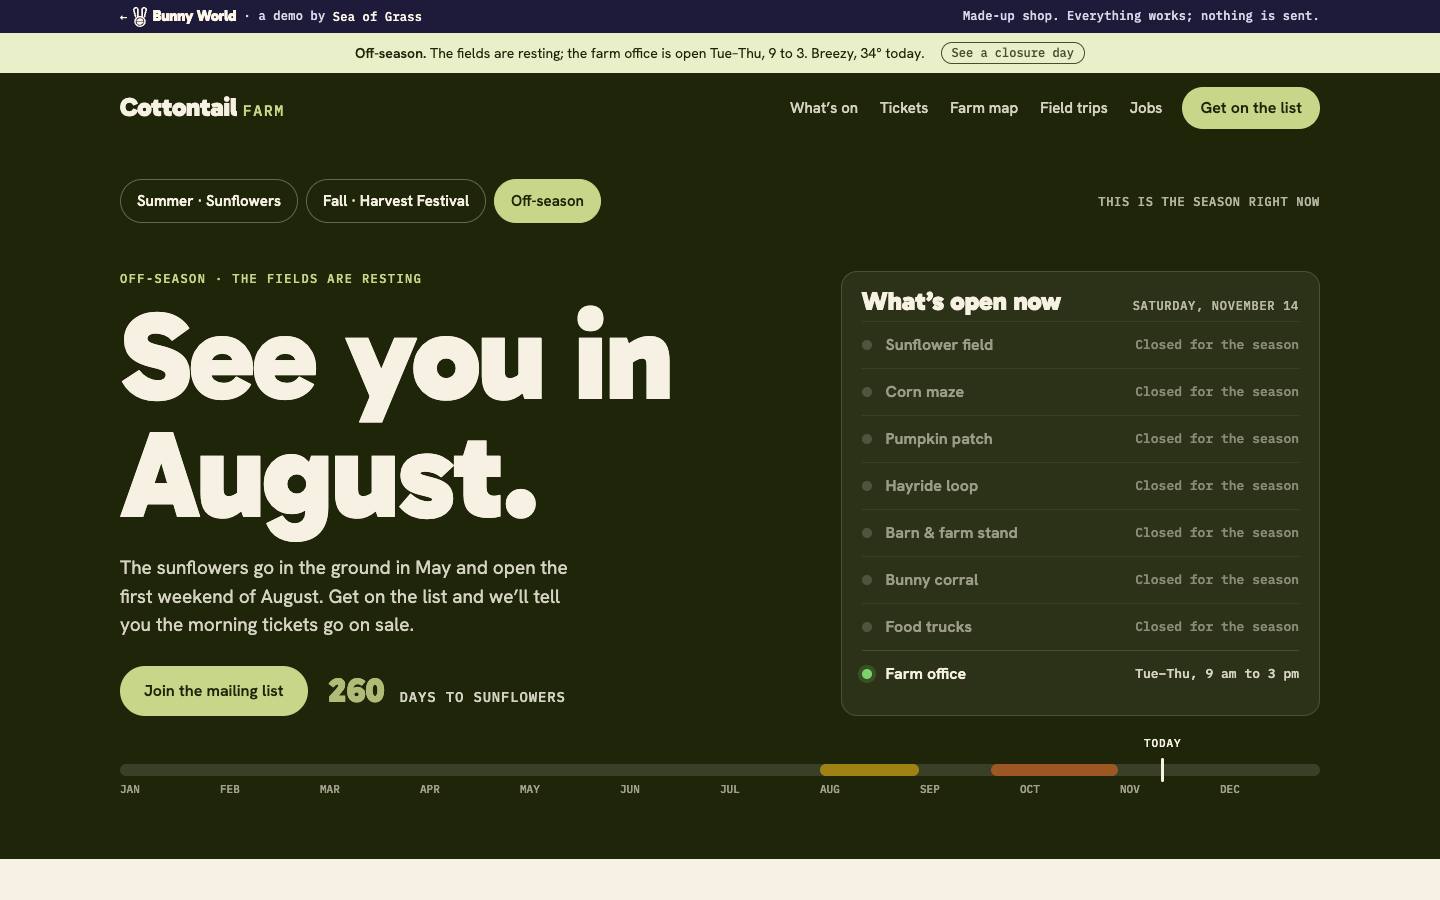 ← Bunny World · a demo by Sea of Grass
Made-up shop. Everything works; nothing is sent.
Off-season. The fields are resting; the farm office is open Tue–Thu, 9 to 3. Breezy, 34° today. See a closure day
Cottontail FARM
What’s on Tickets Farm map Field trips Jobs Get on the list
Summer · Sunflowers Fall · Harvest Festival Off-season
THIS IS THE SEASON RIGHT NOW
OFF-SEASON · THE FIELDS ARE RESTING
See you in
August.
The sunflowers go in the ground in May and open the
first weekend of August. Get on the list and we’ll tell
you the morning tickets go on sale.
Join the mailing list 260 DAYS TO SUNFLOWERS
What’s open now SATURDAY, NOVEMBER 14
Sunflower field Closed for the season
Corn maze Closed for the season
Pumpkin patch Closed for the season
Hayride loop Closed for the season
Barn & farm stand Closed for the season
Bunny corral Closed for the season
Food trucks Closed for the season
Farm office Tue–Thu, 9 am to 3 pm
TODAY
JAN FEB MAR APR MAY JUN JUL AUG SEP OCT NOV DEC